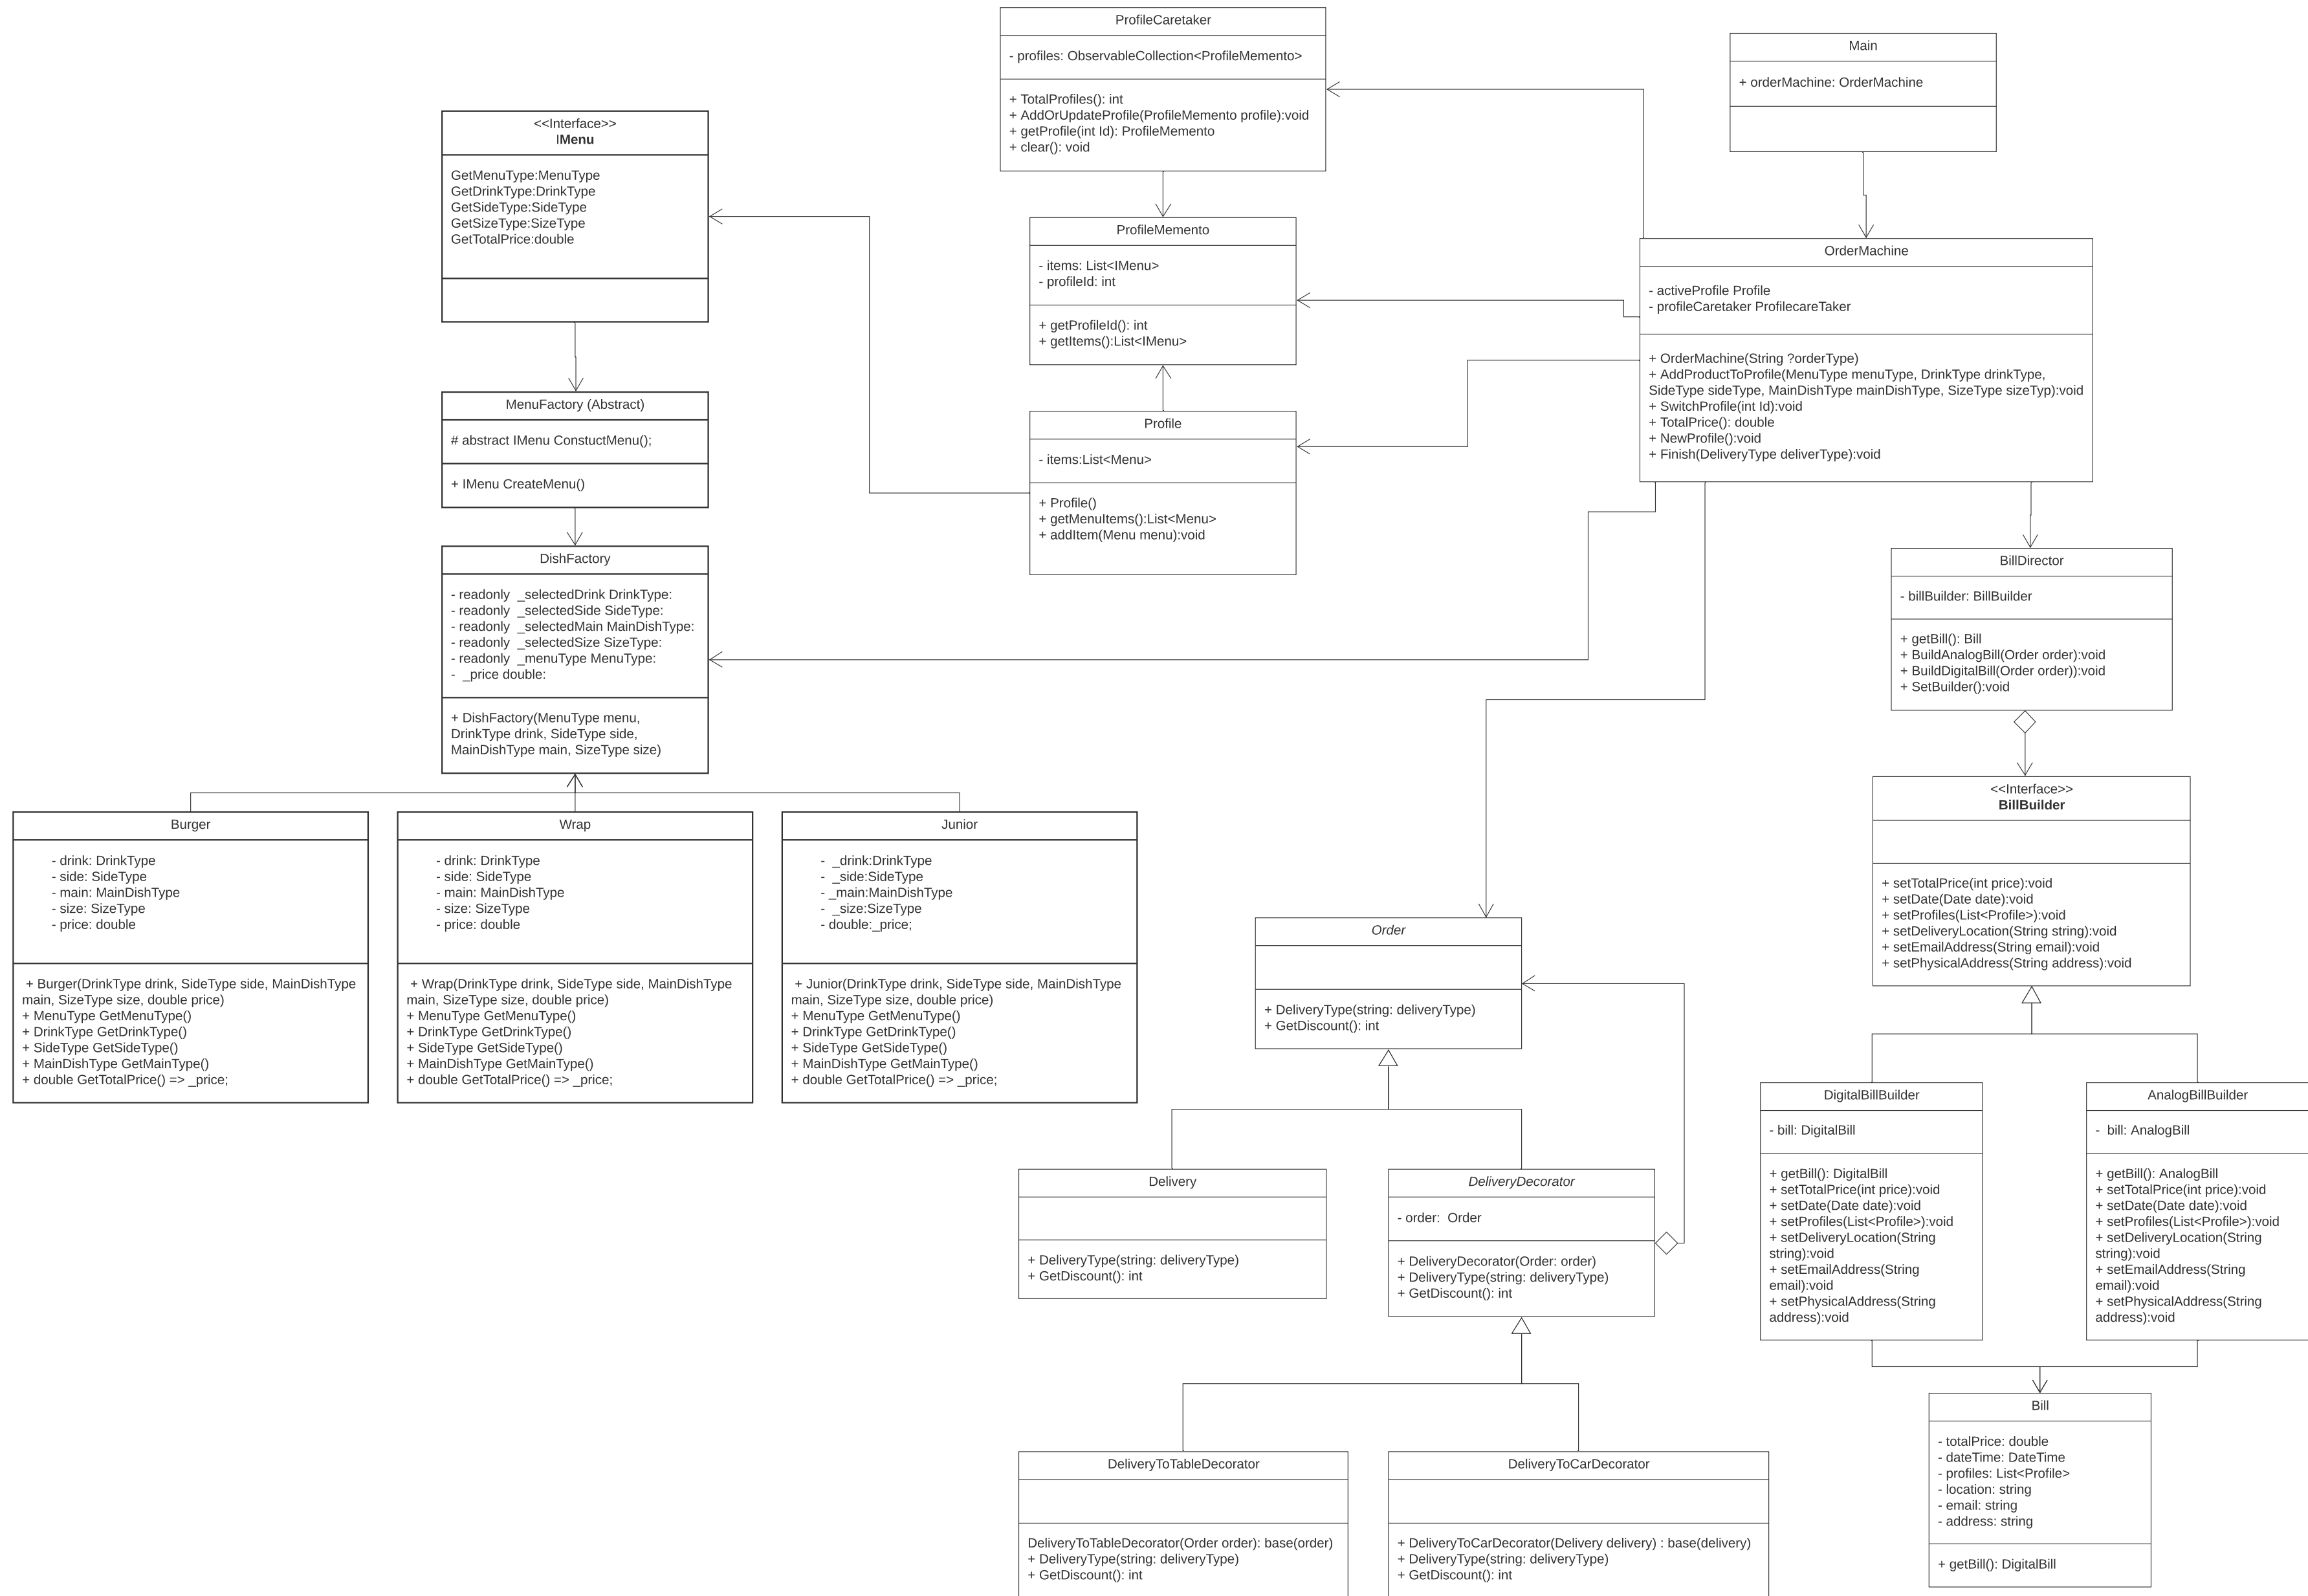 ProfileCaretaker
- profiles: ObservableCollection<ProfileMemento>
+ TotalProfiles(): int
+ AddOrUpdateProfile(ProfileMemento profile):void
+ getProfile(int Id): ProfileMemento
+ clear(): void
Main
+ orderMachine: OrderMachine
<<Interface>>
IMenu
GetMenuType:MenuType
GetDrinkType:DrinkType
GetSideType:SideType
GetSizeType:SizeType
GetTotalPrice:double
ProfileMemento
- items: List<IMenu>
- profileId: int
+ getProfileId(): int
+ getItems():List<IMenu>
OrderMachine
- activeProfile Profile
- profileCaretaker ProfilecareTaker
+ OrderMachine(String ?orderType)
+ AddProductToProfile(MenuType menuType, DrinkType drinkType,
SideType sideType, MainDishType mainDishType, SizeType sizeTyp):void
+ SwitchProfile(int Id):void
+ TotalPrice(): double
+ NewProfile():void
+ Finish(DeliveryType deliverType):void
MenuFactory (Abstract)
# abstract IMenu ConstuctMenu();
+ IMenu CreateMenu()
Profile
- items:List<Menu>
+ Profile()
+ getMenuItems():List<Menu>
+ addItem(Menu menu):void
DishFactory
- readonly  _selectedDrink DrinkType:
- readonly  _selectedSide SideType:
- readonly  _selectedMain MainDishType:
- readonly  _selectedSize SizeType:
- readonly  _menuType MenuType:
-  _price double:
+ DishFactory(MenuType menu,
DrinkType drink, SideType side,
MainDishType main, SizeType size)
BillDirector
- billBuilder: BillBuilder
+ getBill(): Bill
+ BuildAnalogBill(Order order):void
+ BuildDigitalBill(Order order)):void
+ SetBuilder():void
<<Interface>>
BillBuilder
+ setTotalPrice(int price):void
+ setDate(Date date):void
+ setProfiles(List<Profile>):void
+ setDeliveryLocation(String string):void
+ setEmailAddress(String email):void
+ setPhysicalAddress(String address):void
Burger
- drink: DrinkType
- side: SideType
- main: MainDishType
- size: SizeType
- price: double
+ Burger(DrinkType drink, SideType side, MainDishType
main, SizeType size, double price)
+ MenuType GetMenuType()
+ DrinkType GetDrinkType()
+ SideType GetSideType()
+ MainDishType GetMainType()
+ double GetTotalPrice() => _price;
Wrap
- drink: DrinkType
- side: SideType
- main: MainDishType
- size: SizeType
- price: double
+ Wrap(DrinkType drink, SideType side, MainDishType
main, SizeType size, double price)
+ MenuType GetMenuType()
+ DrinkType GetDrinkType()
+ SideType GetSideType()
+ MainDishType GetMainType()
+ double GetTotalPrice() => _price;
Junior
-  _drink:DrinkType
-  _side:SideType
- _main:MainDishType
-  _size:SizeType
- double:_price;
+ Junior(DrinkType drink, SideType side, MainDishType
main, SizeType size, double price)
+ MenuType GetMenuType()
+ DrinkType GetDrinkType()
+ SideType GetSideType()
+ MainDishType GetMainType()
+ double GetTotalPrice() => _price;
Order
+ DeliveryType(string: deliveryType)
+ GetDiscount(): int
Delivery
+ DeliveryType(string: deliveryType)
+ GetDiscount(): int
DeliveryDecorator
- order:  Order
+ DeliveryDecorator(Order: order)
+ DeliveryType(string: deliveryType)
+ GetDiscount(): int
DigitalBillBuilder
- bill: DigitalBill
+ getBill(): DigitalBill
+ setTotalPrice(int price):void
+ setDate(Date date):void
+ setProfiles(List<Profile>):void
+ setDeliveryLocation(String
string):void
+ setEmailAddress(String
email):void
+ setPhysicalAddress(String
address):void
AnalogBillBuilder
-  bill: AnalogBill
+ getBill(): AnalogBill
+ setTotalPrice(int price):void
+ setDate(Date date):void
+ setProfiles(List<Profile>):void
+ setDeliveryLocation(String
string):void
+ setEmailAddress(String
email):void
+ setPhysicalAddress(String
address):void
DeliveryToTableDecorator
DeliveryToTableDecorator(Order order): base(order)
+ DeliveryType(string: deliveryType)
+ GetDiscount(): int
DeliveryToCarDecorator
+ DeliveryToCarDecorator(Delivery delivery) : base(delivery)
+ DeliveryType(string: deliveryType)
+ GetDiscount(): int
Bill
- totalPrice: double
- dateTime: DateTime
- profiles: List<Profile>
- location: string
- email: string
- address: string
+ getBill(): DigitalBill